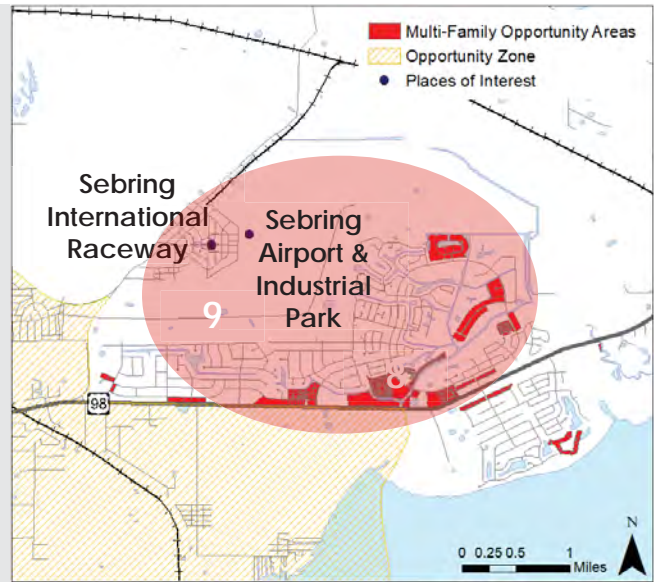 Multi-Family Opportunity Areas
Opportunity Zone
Places of Interest
Sebring
International
Raceway
Sebring
Airport &
Industrial
Park
9
8
98
N
0 0.25 0.5 1
Miles